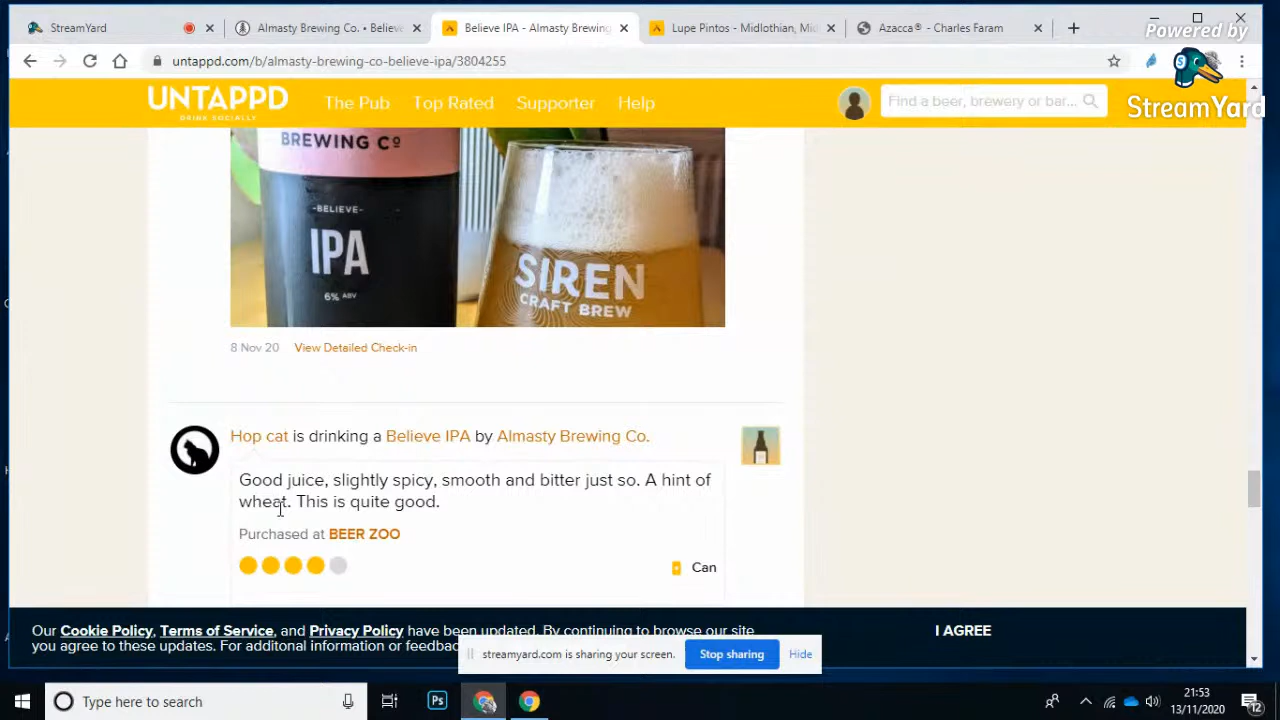 StreamYard
Almasty Brewing Co. • Believe
Believe IPA - Almasty Brewing
Lupe Pintos - Midlothian, Mid
Azacca® - Charles Faram
Powered by
StreamYard
untappd.com/b/almasty-brewing-co-believe-ipa/3804255
UNTAPPD
DRINK SOCIALLY
The Pub
Top Rated
Supporter
Help
Find a beer, brewery or bar...
BREWING Cº
-BELIEVE-
IPA
6% ABV
SIREN
CRAFT BREW
8 Nov 20
View Detailed Check-in
Hop cat is drinking a Believe IPA by Almasty Brewing Co.
Good juice, slightly spicy, smooth and bitter just so. A hint of
wheat. This is quite good.
Purchased at BEER ZOO
Can
Our Cookie Policy, Terms of Service, and Privacy Policy have been updated. By continuing to browse our site
you agree to these updates. For additonal information or feedbac
I AGREE
streamyard.com is sharing your screen.
Stop sharing
Hide
Type here to search
Ps
21:53
13/11/2020
12